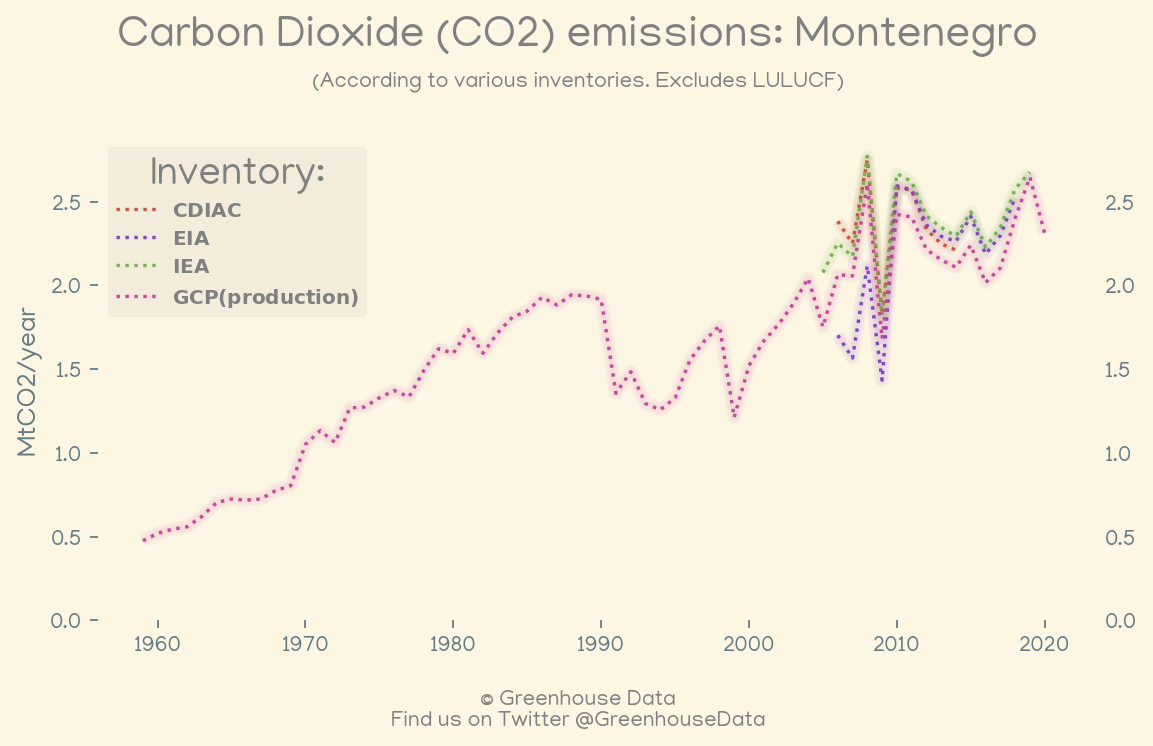 Carbon Dioxide (CO2) emissions: Montenegro
(According to various inventories. Excludes LULUCF)
Inventory:
CDIAC
EIA
IEA
GCP(production)
MtCO2/year
2.5
2.0
1.5
1.0
0.5
0.0
2.5
2.0
1.5
1.0
0.5
0.0
1960 1970 1980 1990 2000 2010 2020
© Greenhouse Data
Find us on Twitter @GreenhouseData